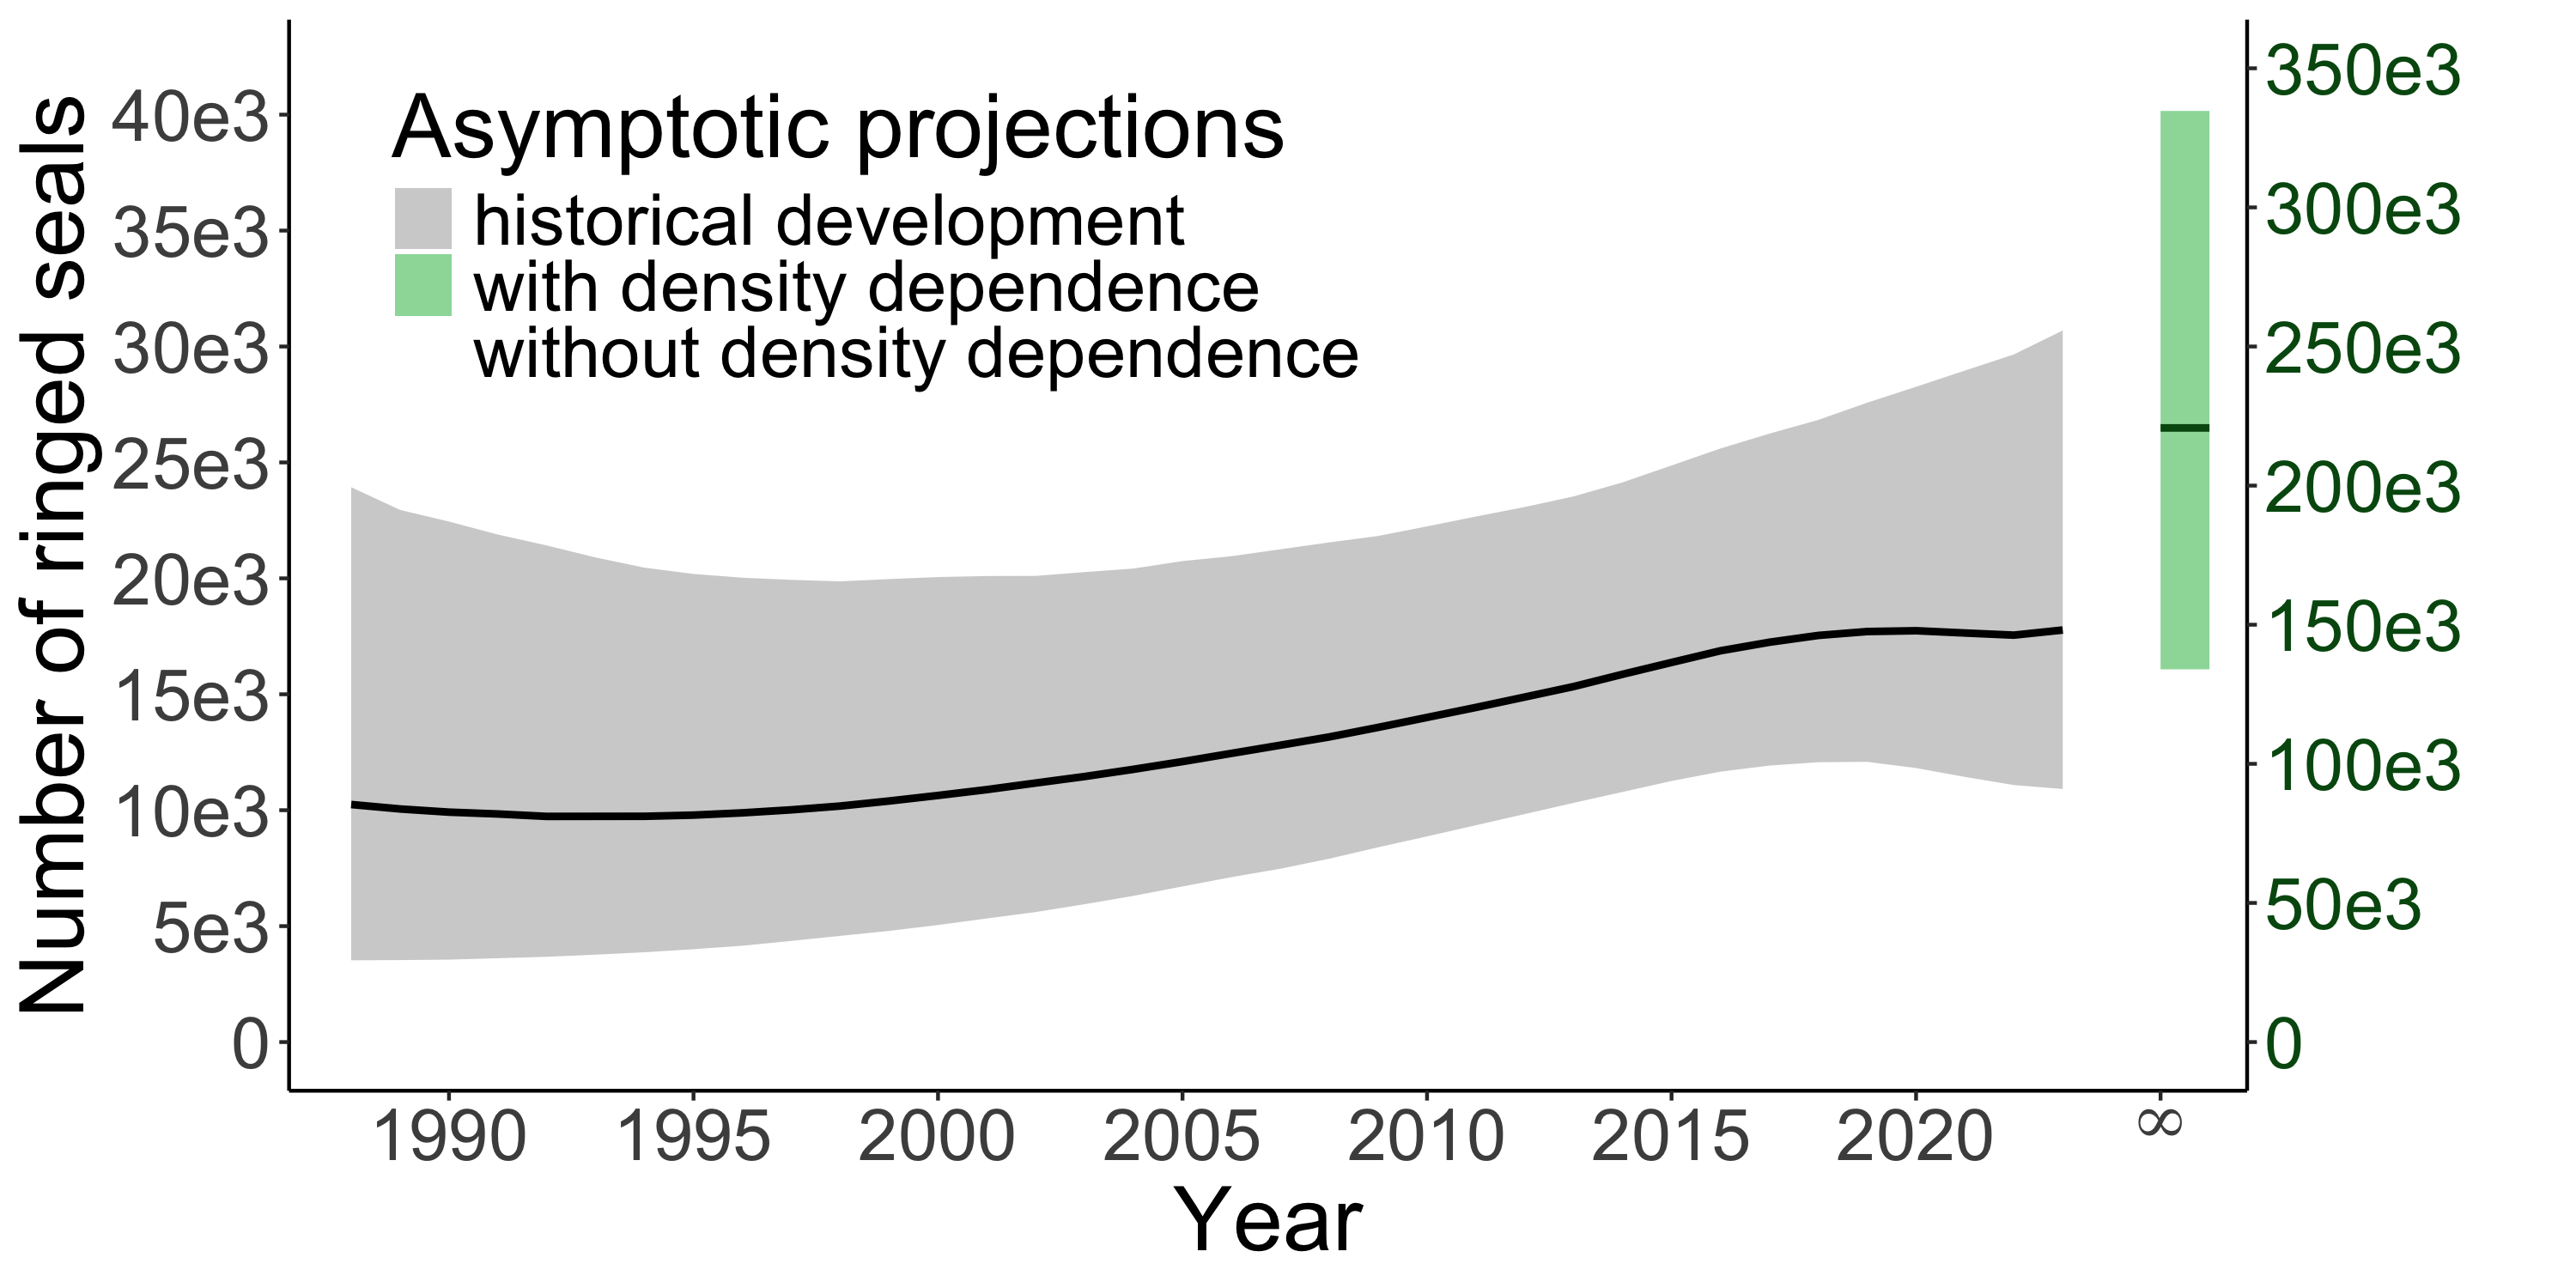 Asymptotic projections
historical development
with density dependence
without density dependence
Number of ringed seals
40e3
35e3
30e3
25e3
20e3
15e3
10e3
5e3
0
350e3
300e3
250e3
200e3
150e3
100e3
50e3
0
1990 1995 2000 2005 2010 2015 2020 ∞
Year